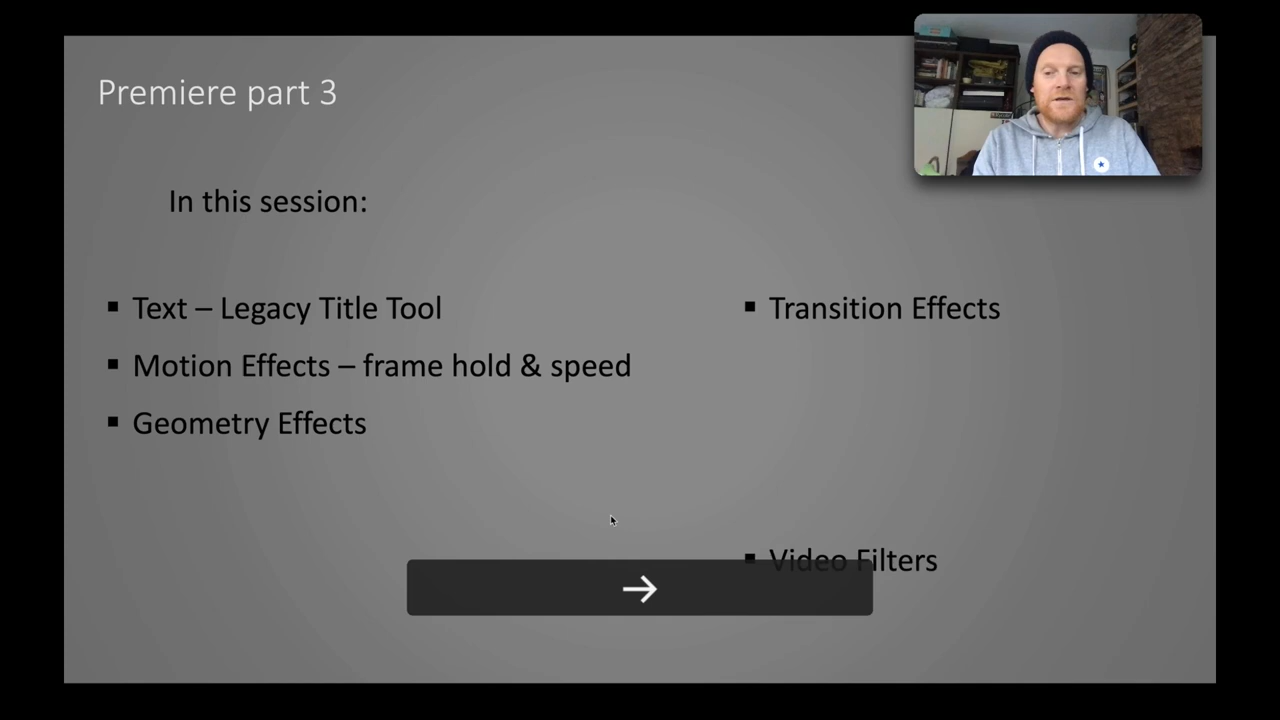 Premiere part 3
In this session:
▪ Text – Legacy Title Tool
▪ Motion Effects – frame hold & speed
▪ Geometry Effects
▪ Transition Effects
▪ Video Filters
→